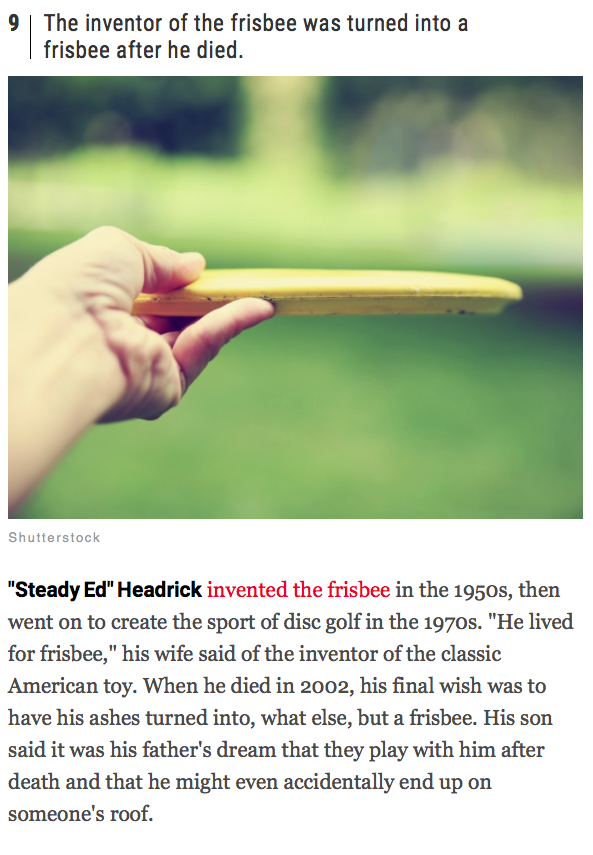 9 The inventor of the frisbee was turned into a
frisbee after he died.
Shutterstock
"Steady Ed" Headrick invented the frisbee in the 1950s, then
went on to create the sport of disc golf in the 1970s. "He lived
for frisbee," his wife said of the inventor of the classic
American toy. When he died in 2002, his final wish was to
have his ashes turned into, what else, but a frisbee. His son
said it was his father's dream that they play with him after
death and that he might even accidentally end up on
someone's roof.